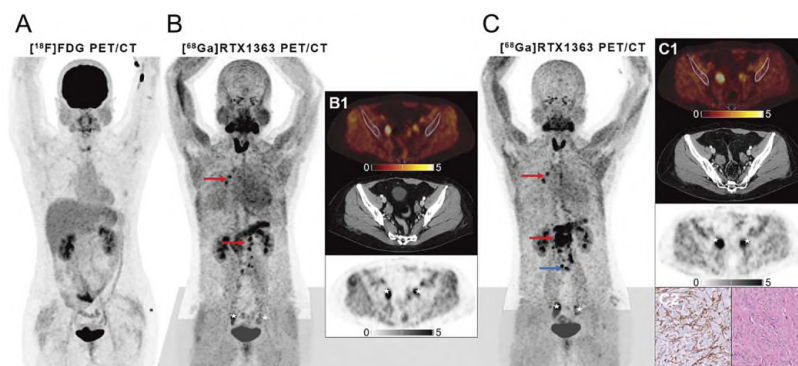 A
B
C
[¹⁸F]FDG PET/CT
[⁶⁸Ga]RTX1363 PET/CT
[⁶⁸Ga]RTX1363 PET/CT
B1
0 5
0 5
C1
0 5
0 5
C2